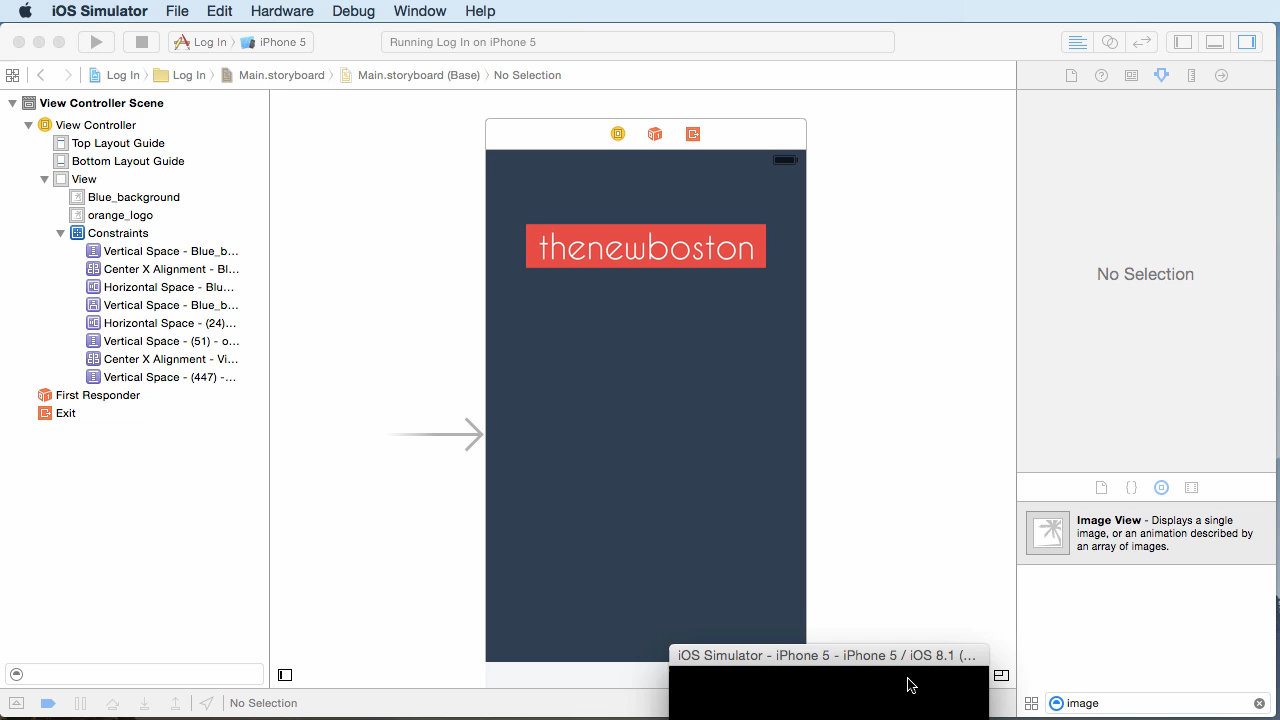 iOS Simulator File Edit Hardware Debug Window Help
Log In iPhone 5 Running Log In on iPhone 5
Log In Log In Main.storyboard Main.storyboard (Base) No Selection
View Controller Scene
View Controller
Top Layout Guide
Bottom Layout Guide
View
Blue_background
orange_logo
Constraints
Vertical Space - Blue_b...
Center X Alignment - Bl...
Horizontal Space - Blu...
Vertical Space - Blue_b...
Horizontal Space - (24)...
Vertical Space - (51) - o...
Center X Alignment - Vi...
Vertical Space - (447) -...
First Responder
Exit
thenewboston
No Selection
{}
Image View - Displays a single
image, or an animation described by
an array of images.
iOS Simulator - iPhone 5 - iPhone 5 / iOS 8.1 (...
No Selection
image